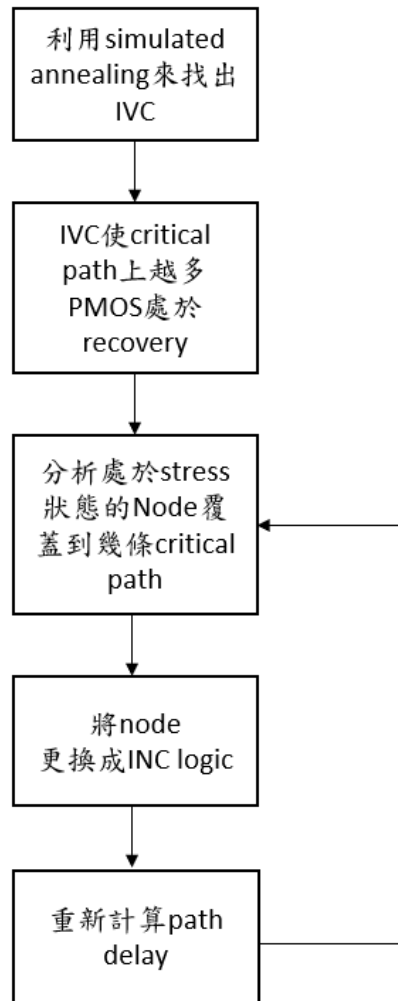 利用simulated
annealing來找出
IVC
IVC使critical
path上越多
PMOS處於
recovery
分析處於stress
狀態的Node覆
蓋到幾條critical
path
將node
更換成INC logic
重新計算path
delay